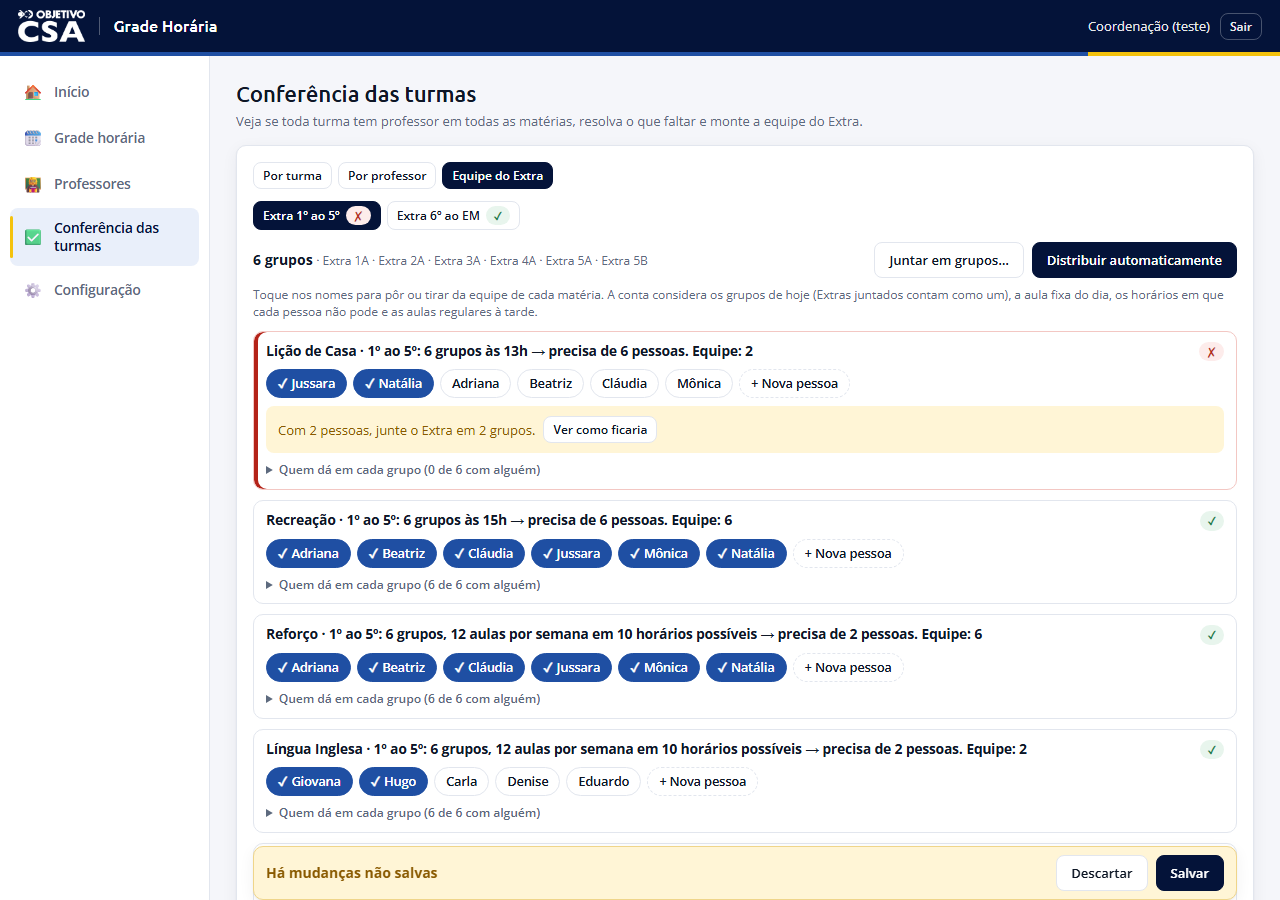 OBJETIVO
CSA
Grade Horária
Coordenação (teste)
Sair
Início
Grade horária
Professores
Conferência das
turmas
Configuração
Conferência das turmas
Veja se toda turma tem professor em todas as matérias, resolva o que faltar e monte a equipe do Extra.
Por turma
Por professor
Equipe do Extra
Extra 1º ao 5º ✗
Extra 6º ao EM ✓
6 grupos · Extra 1A · Extra 2A · Extra 3A · Extra 4A · Extra 5A · Extra 5B
Juntar em grupos...
Distribuir automaticamente
Toque nos nomes para pôr ou tirar da equipe de cada matéria. A conta considera os grupos de hoje (Extras juntados contam como um), a aula fixa do dia, os horários em que
cada pessoa não pode e as aulas regulares à tarde.
Lição de Casa · 1º ao 5º: 6 grupos às 13h → precisa de 6 pessoas. Equipe: 2
✗
✓ Jussara
✓ Natália
Adriana
Beatriz
Cláudia
Mônica
+ Nova pessoa
Com 2 pessoas, junte o Extra em 2 grupos.
Ver como ficaria
Quem dá em cada grupo (0 de 6 com alguém)
Recreação · 1º ao 5º: 6 grupos às 15h → precisa de 6 pessoas. Equipe: 6
✓
✓ Adriana
✓ Beatriz
✓ Cláudia
✓ Jussara
✓ Mônica
✓ Natália
+ Nova pessoa
Quem dá em cada grupo (6 de 6 com alguém)
Reforço · 1º ao 5º: 6 grupos, 12 aulas por semana em 10 horários possíveis → precisa de 2 pessoas. Equipe: 6
✓
✓ Adriana
✓ Beatriz
✓ Cláudia
✓ Jussara
✓ Mônica
✓ Natália
+ Nova pessoa
Quem dá em cada grupo (6 de 6 com alguém)
Língua Inglesa · 1º ao 5º: 6 grupos, 12 aulas por semana em 10 horários possíveis → precisa de 2 pessoas. Equipe: 2
✓
✓ Giovana
✓ Hugo
Carla
Denise
Eduardo
+ Nova pessoa
Quem dá em cada grupo (6 de 6 com alguém)
Há mudanças não salvas
Descartar
Salvar